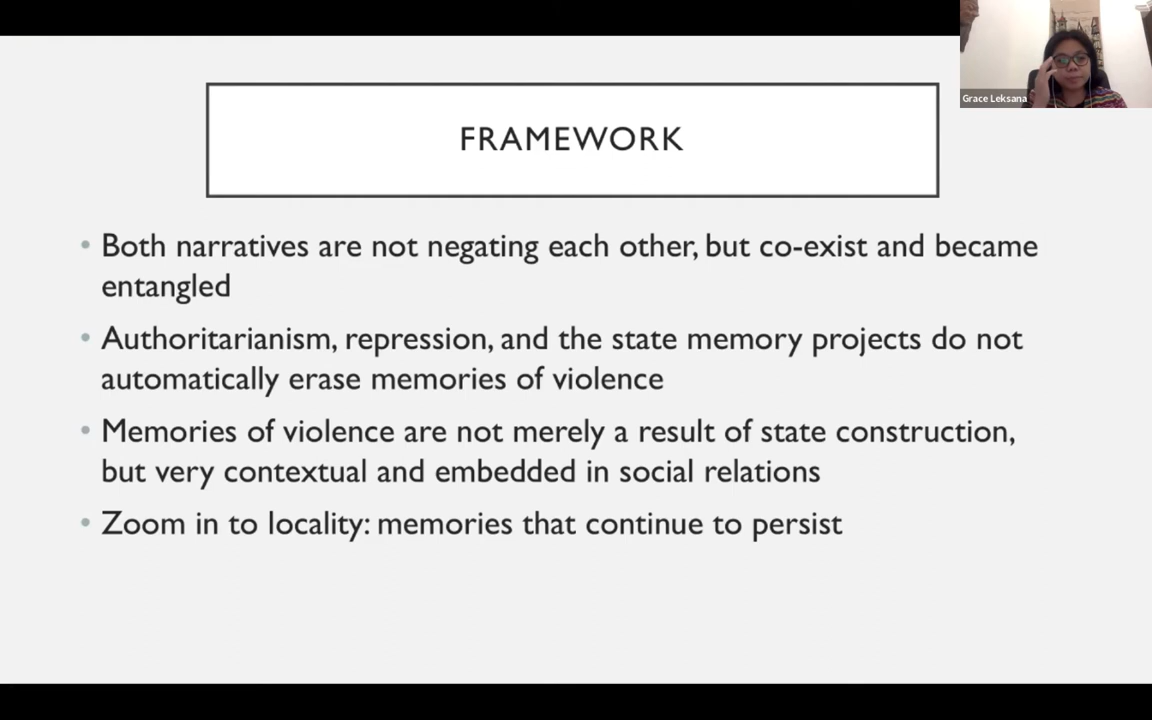 Grace Leksana
FRAMEWORK
• Both narratives are not negating each other, but co-exist and became
entangled
• Authoritarianism, repression, and the state memory projects do not
automatically erase memories of violence
• Memories of violence are not merely a result of state construction,
but very contextual and embedded in social relations
• Zoom in to locality: memories that continue to persist